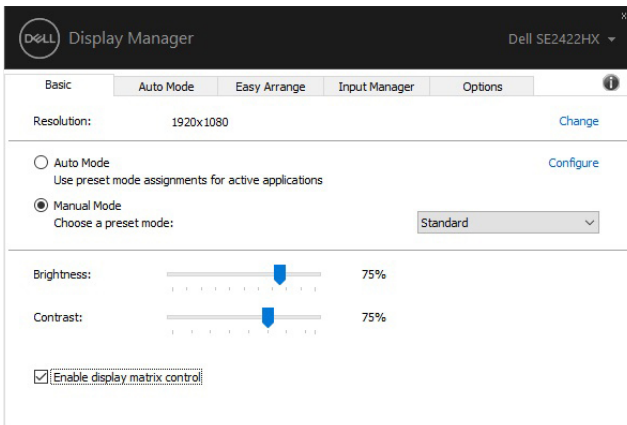 DELL Display Manager Dell SE2422HX
x
Basic Auto Mode Easy Arrange Input Manager Options
Resolution: 1920x1080 Change
Auto Mode Configure
Use preset mode assignments for active applications
Manual Mode
Choose a preset mode: Standard
Brightness: 75%
Contrast: 75%
Enable display matrix control